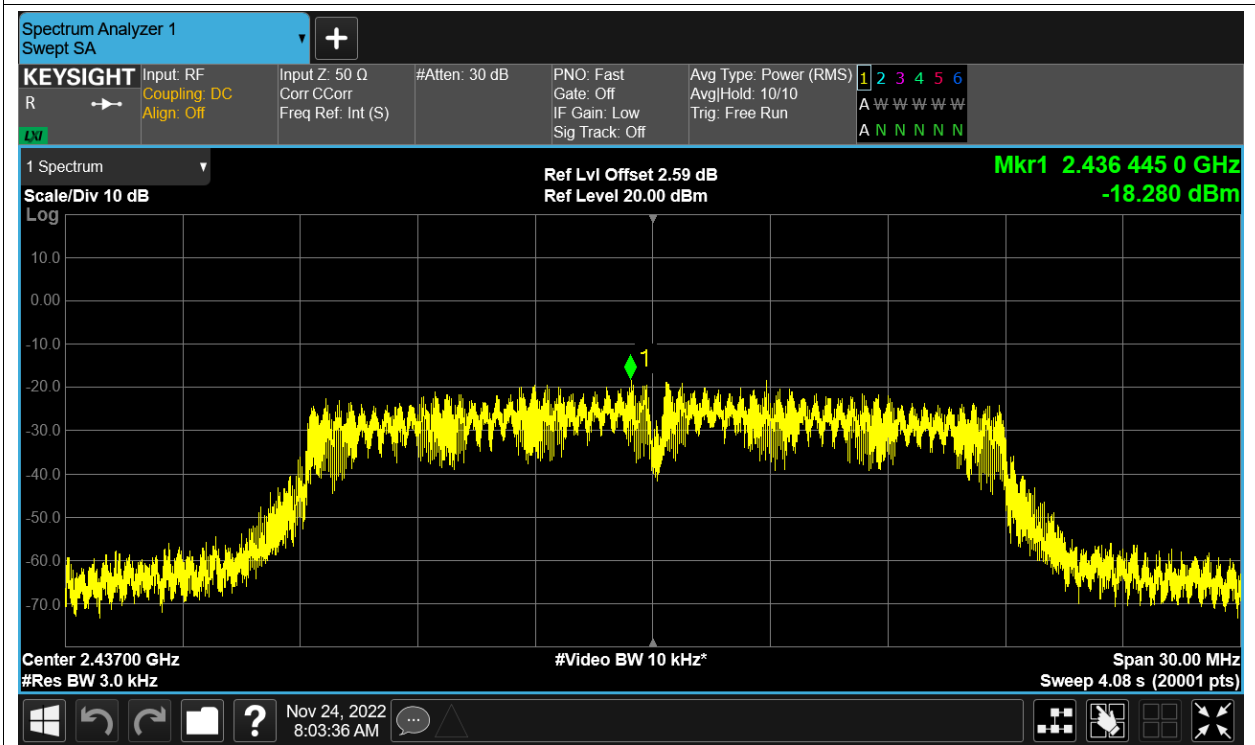 Spectrum Analyzer 1
Swept SA
KEYSIGHT
R
LXI
Input: RF
Coupling: DC
Align: Off
Input Z: 50 Ω
Corr CCorr
Freq Ref: Int (S)
#Atten: 30 dB
PNO: Fast
Gate: Off
IF Gain: Low
Sig Track: Off
Avg Type: Power (RMS)
Avg|Hold: 10/10
Trig: Free Run
1 2 3 4 5 6
A W W W W W
A N N N N N
1 Spectrum
Scale/Div 10 dB
Log
Ref Lvl Offset 2.59 dB
Ref Level 20.00 dBm
Mkr1 2.436 445 0 GHz
-18.280 dBm
10.0
0.00
-10.0
1
-20.0
-30.0
-40.0
-50.0
-60.0
-70.0
Center 2.43700 GHz
#Video BW 10 kHz*
Span 30.00 MHz
#Res BW 3.0 kHz
Sweep 4.08 s (20001 pts)
?
Nov 24, 2022
8:03:36 AM